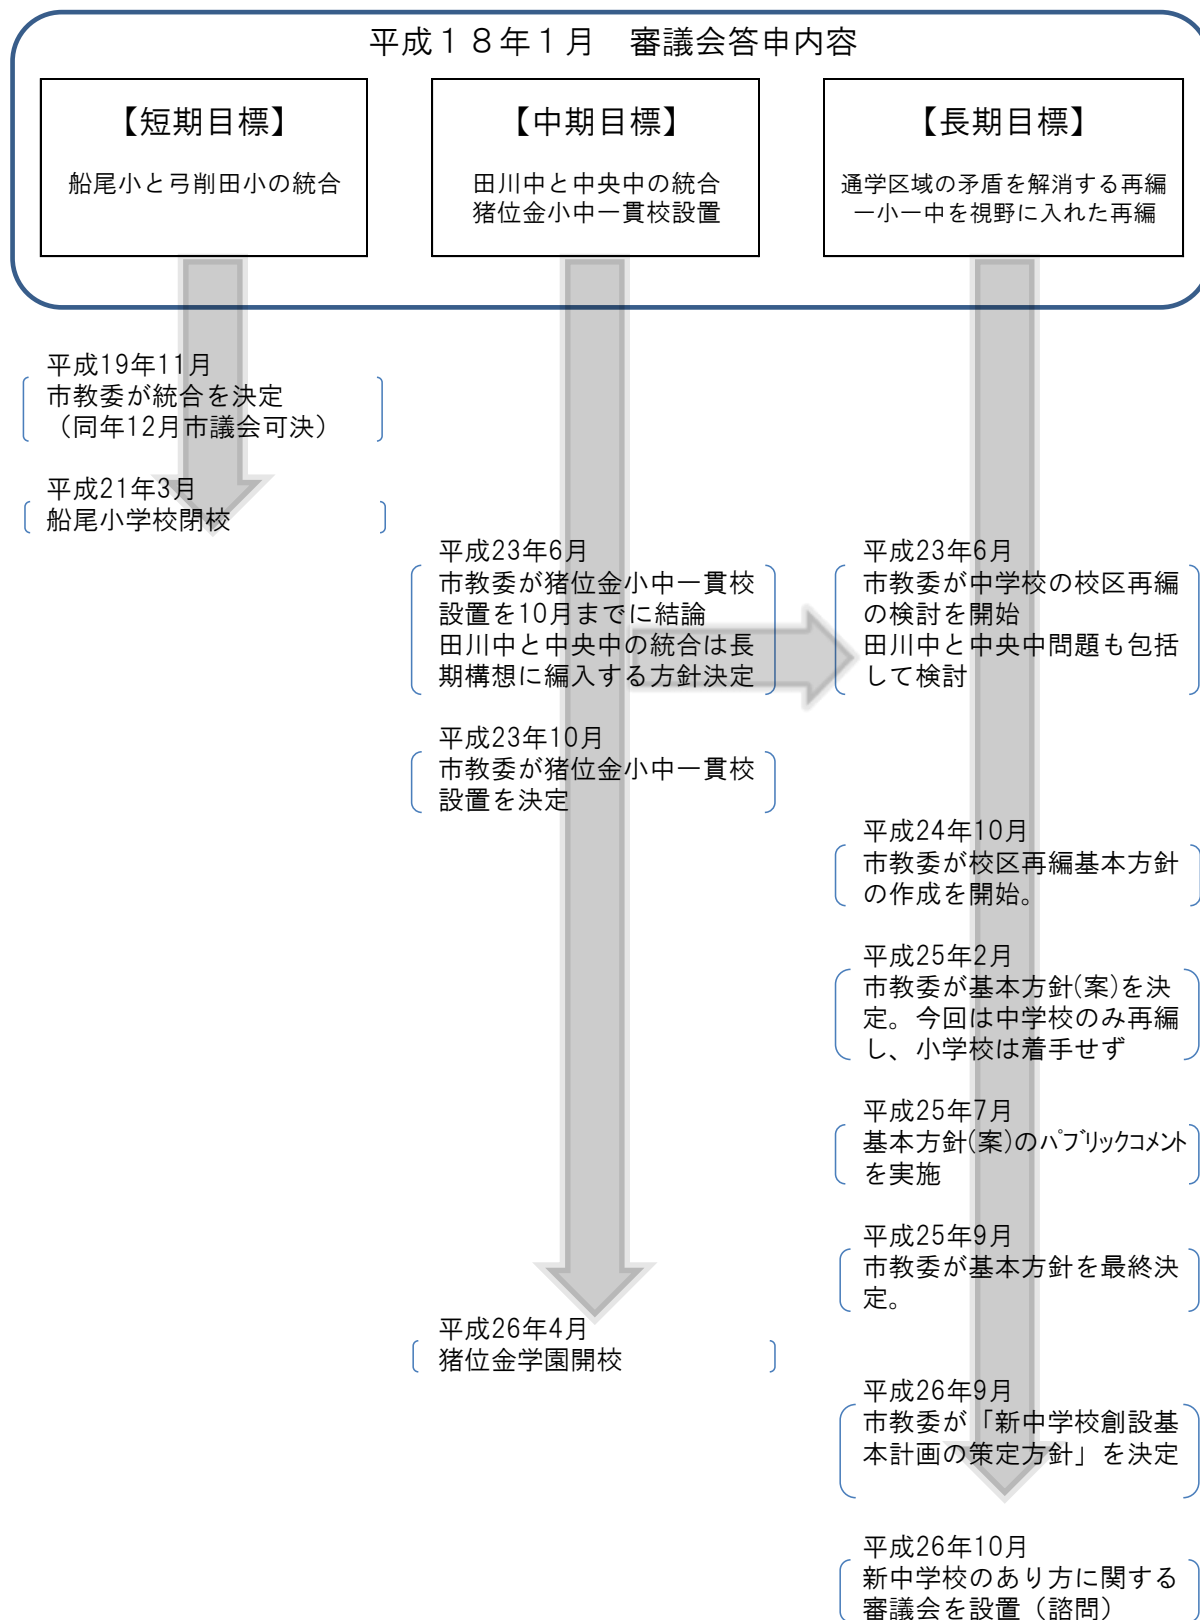 平成１８年１月　審議会答申内容
【短期目標】
船尾小と弓削田小の統合
【中期目標】
田川中と中央中の統合
猪位金小中一貫校設置
【長期目標】
通学区域の矛盾を解消する再編
一小一中を視野に入れた再編
平成19年11月
市教委が統合を決定
（同年12月市議会可決）
平成21年3月
船尾小学校閉校
平成23年6月
市教委が猪位金小中一貫校
設置を10月までに結論
田川中と中央中の統合は長
期構想に編入する方針決定
平成23年10月
市教委が猪位金小中一貫校
設置を決定
平成26年4月
猪位金学園開校
平成23年6月
市教委が中学校の校区再編
の検討を開始
田川中と中央中問題も包括
して検討
平成24年10月
市教委が校区再編基本方針
の作成を開始。
平成25年2月
市教委が基本方針(案)を決
定。今回は中学校のみ再編
し、小学校は着手せず
平成25年7月
基本方針(案)のﾊﾟﾌﾞﾘｯｸｺﾒﾝﾄ
を実施
平成25年9月
市教委が基本方針を最終決
定。
平成26年9月
市教委が「新中学校創設基
本計画の策定方針」を決定
平成26年10月
新中学校のあり方に関する
審議会を設置（諮問）